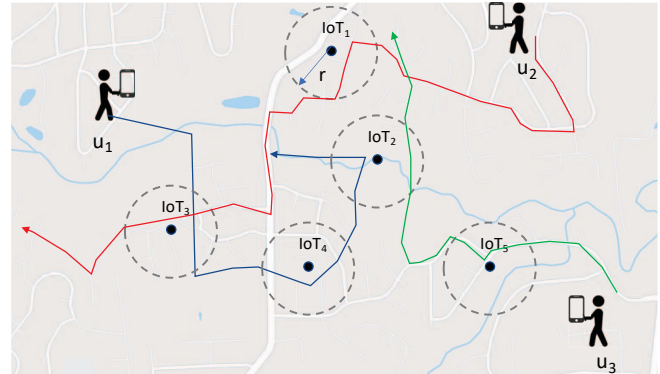 IoT₁
u₂
r
u₁
IoT₂
IoT₃
IoT₄
IoT₅
u₃